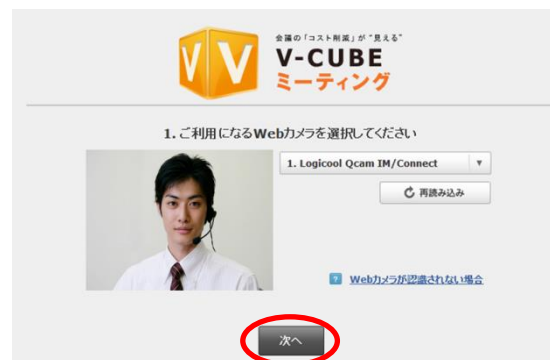 会議の「コスト削減」が“見える”
V-CUBE
ミーティング
1. ご利用になるWebカメラを選択してください
1. Logicool Qcam IM/Connect
再読み込み
? Webカメラが認識されない場合
次へ